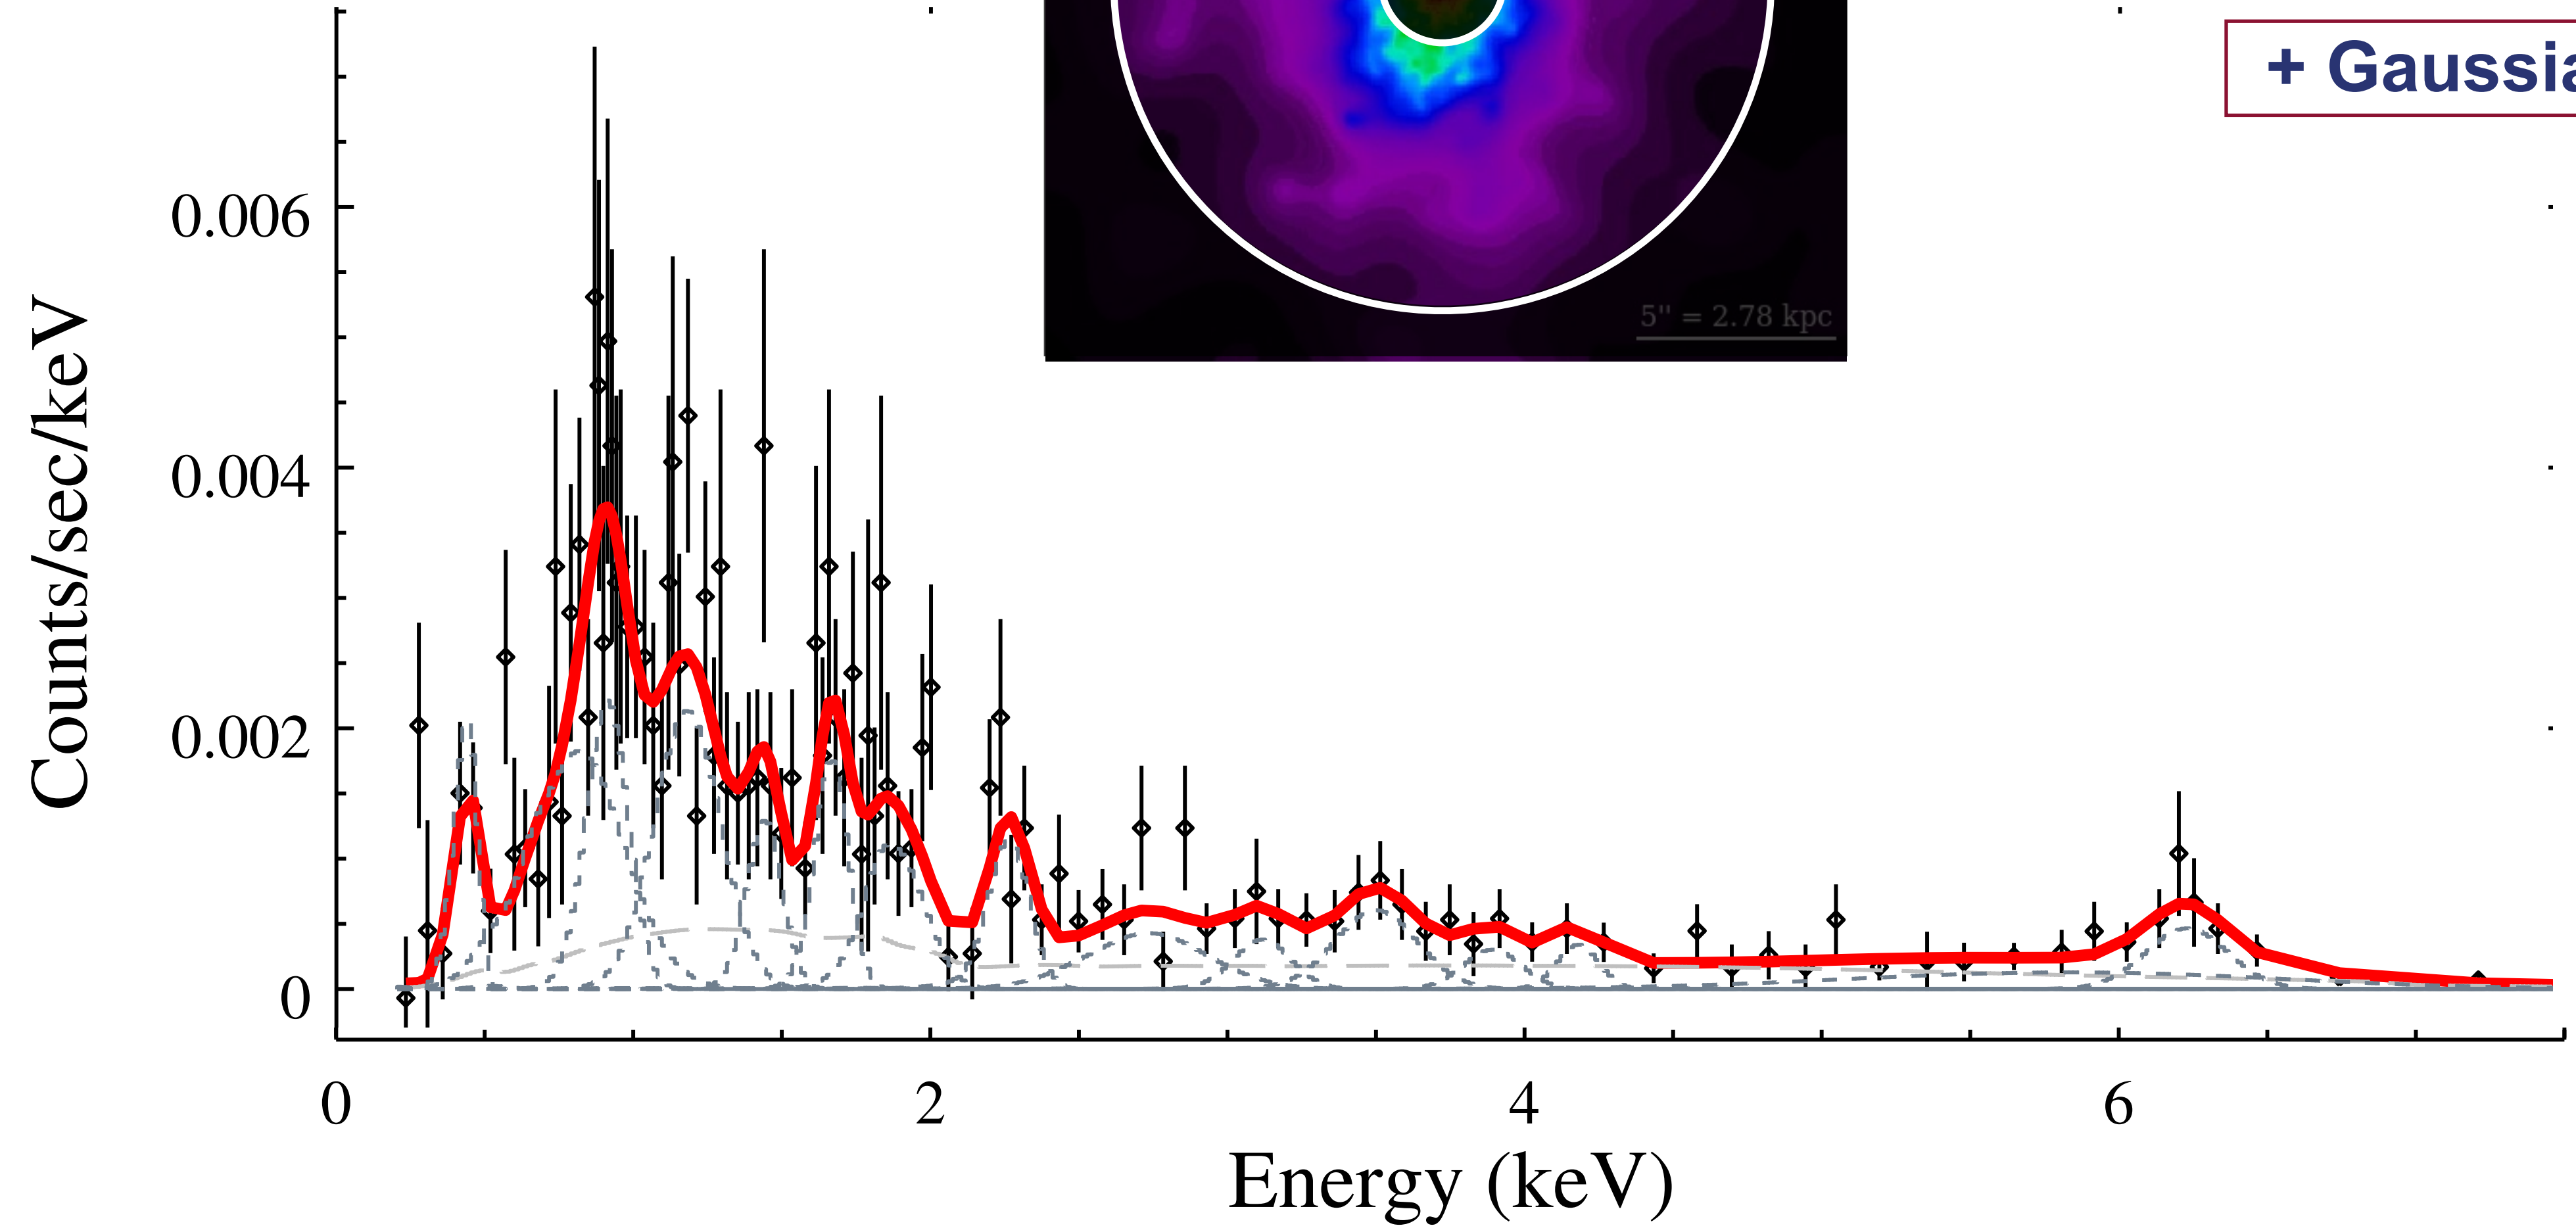 + Gaussia
5" = 2.78 kpc
0.006
0.004
0.002
0
Counts/sec/keV
0 2 4 6
Energy (keV)